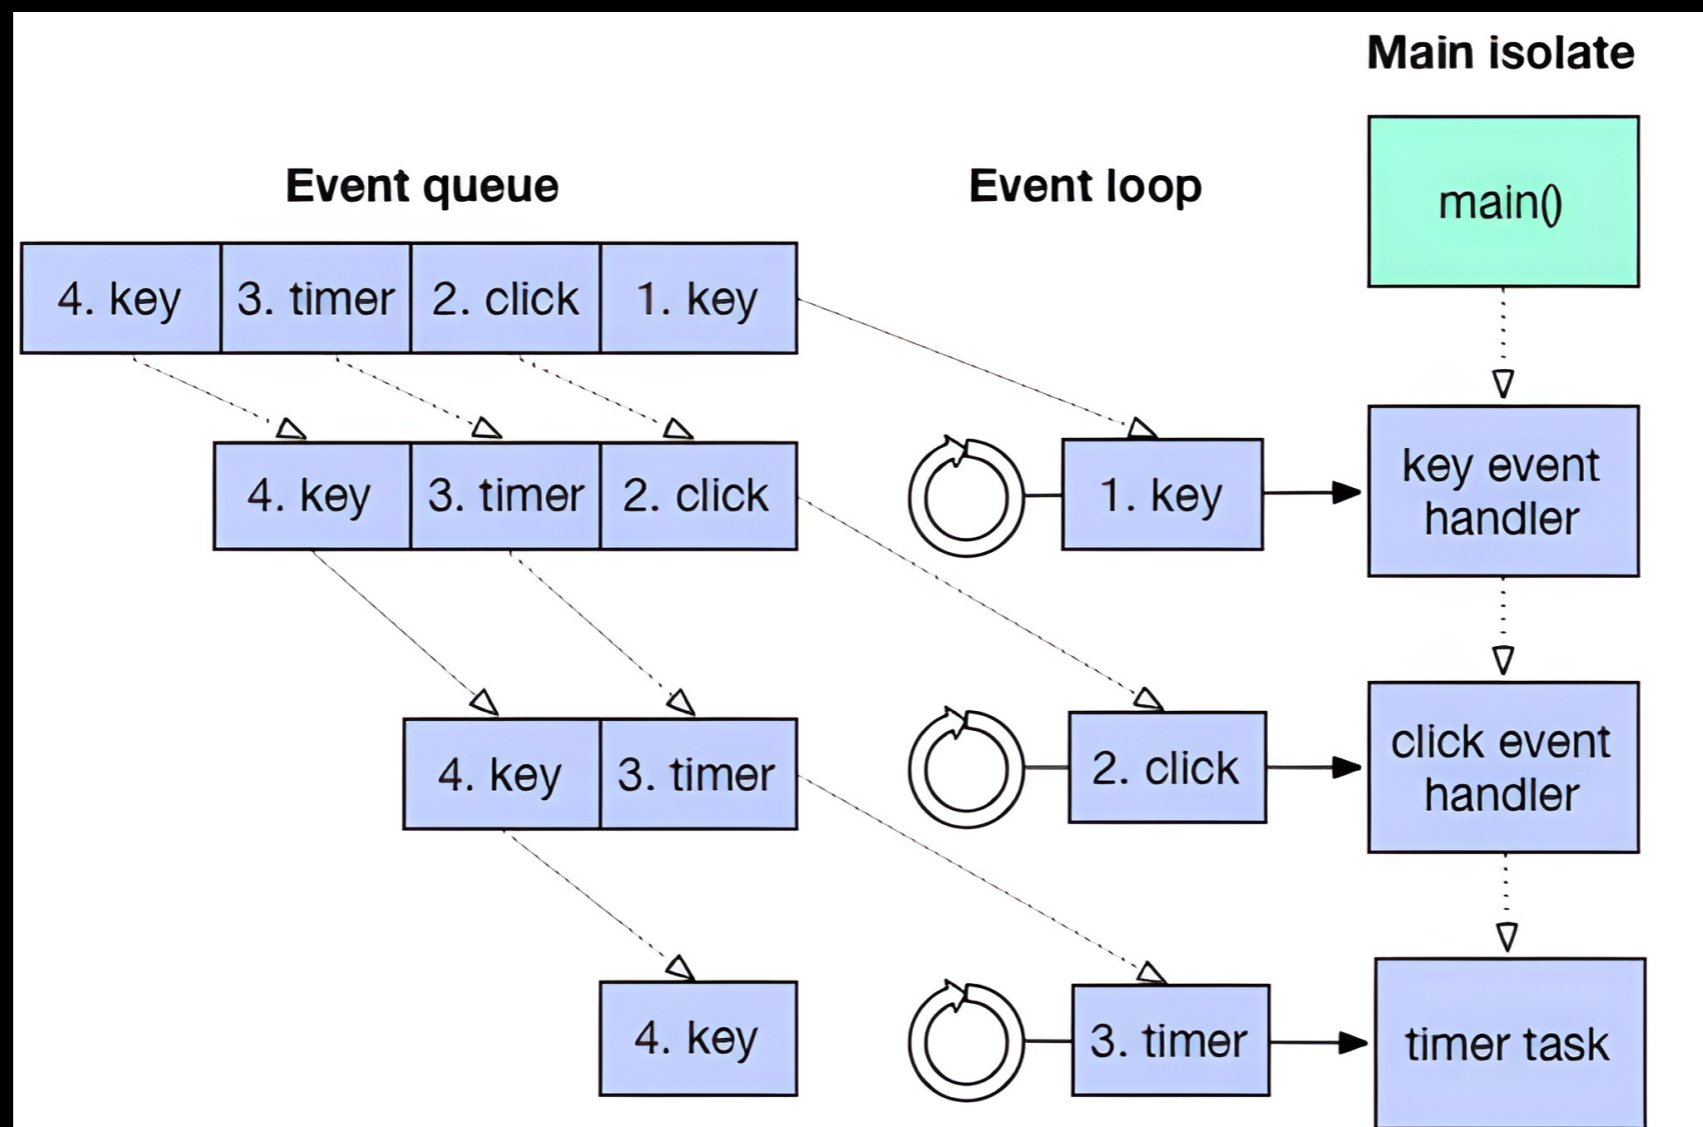 Main isolate
main()
Event queue
Event loop
4. key
3. timer
2. click
1. key
4. key
3. timer
2. click
1. key
key event
handler
4. key
3. timer
2. click
click event
handler
4. key
3. timer
timer task